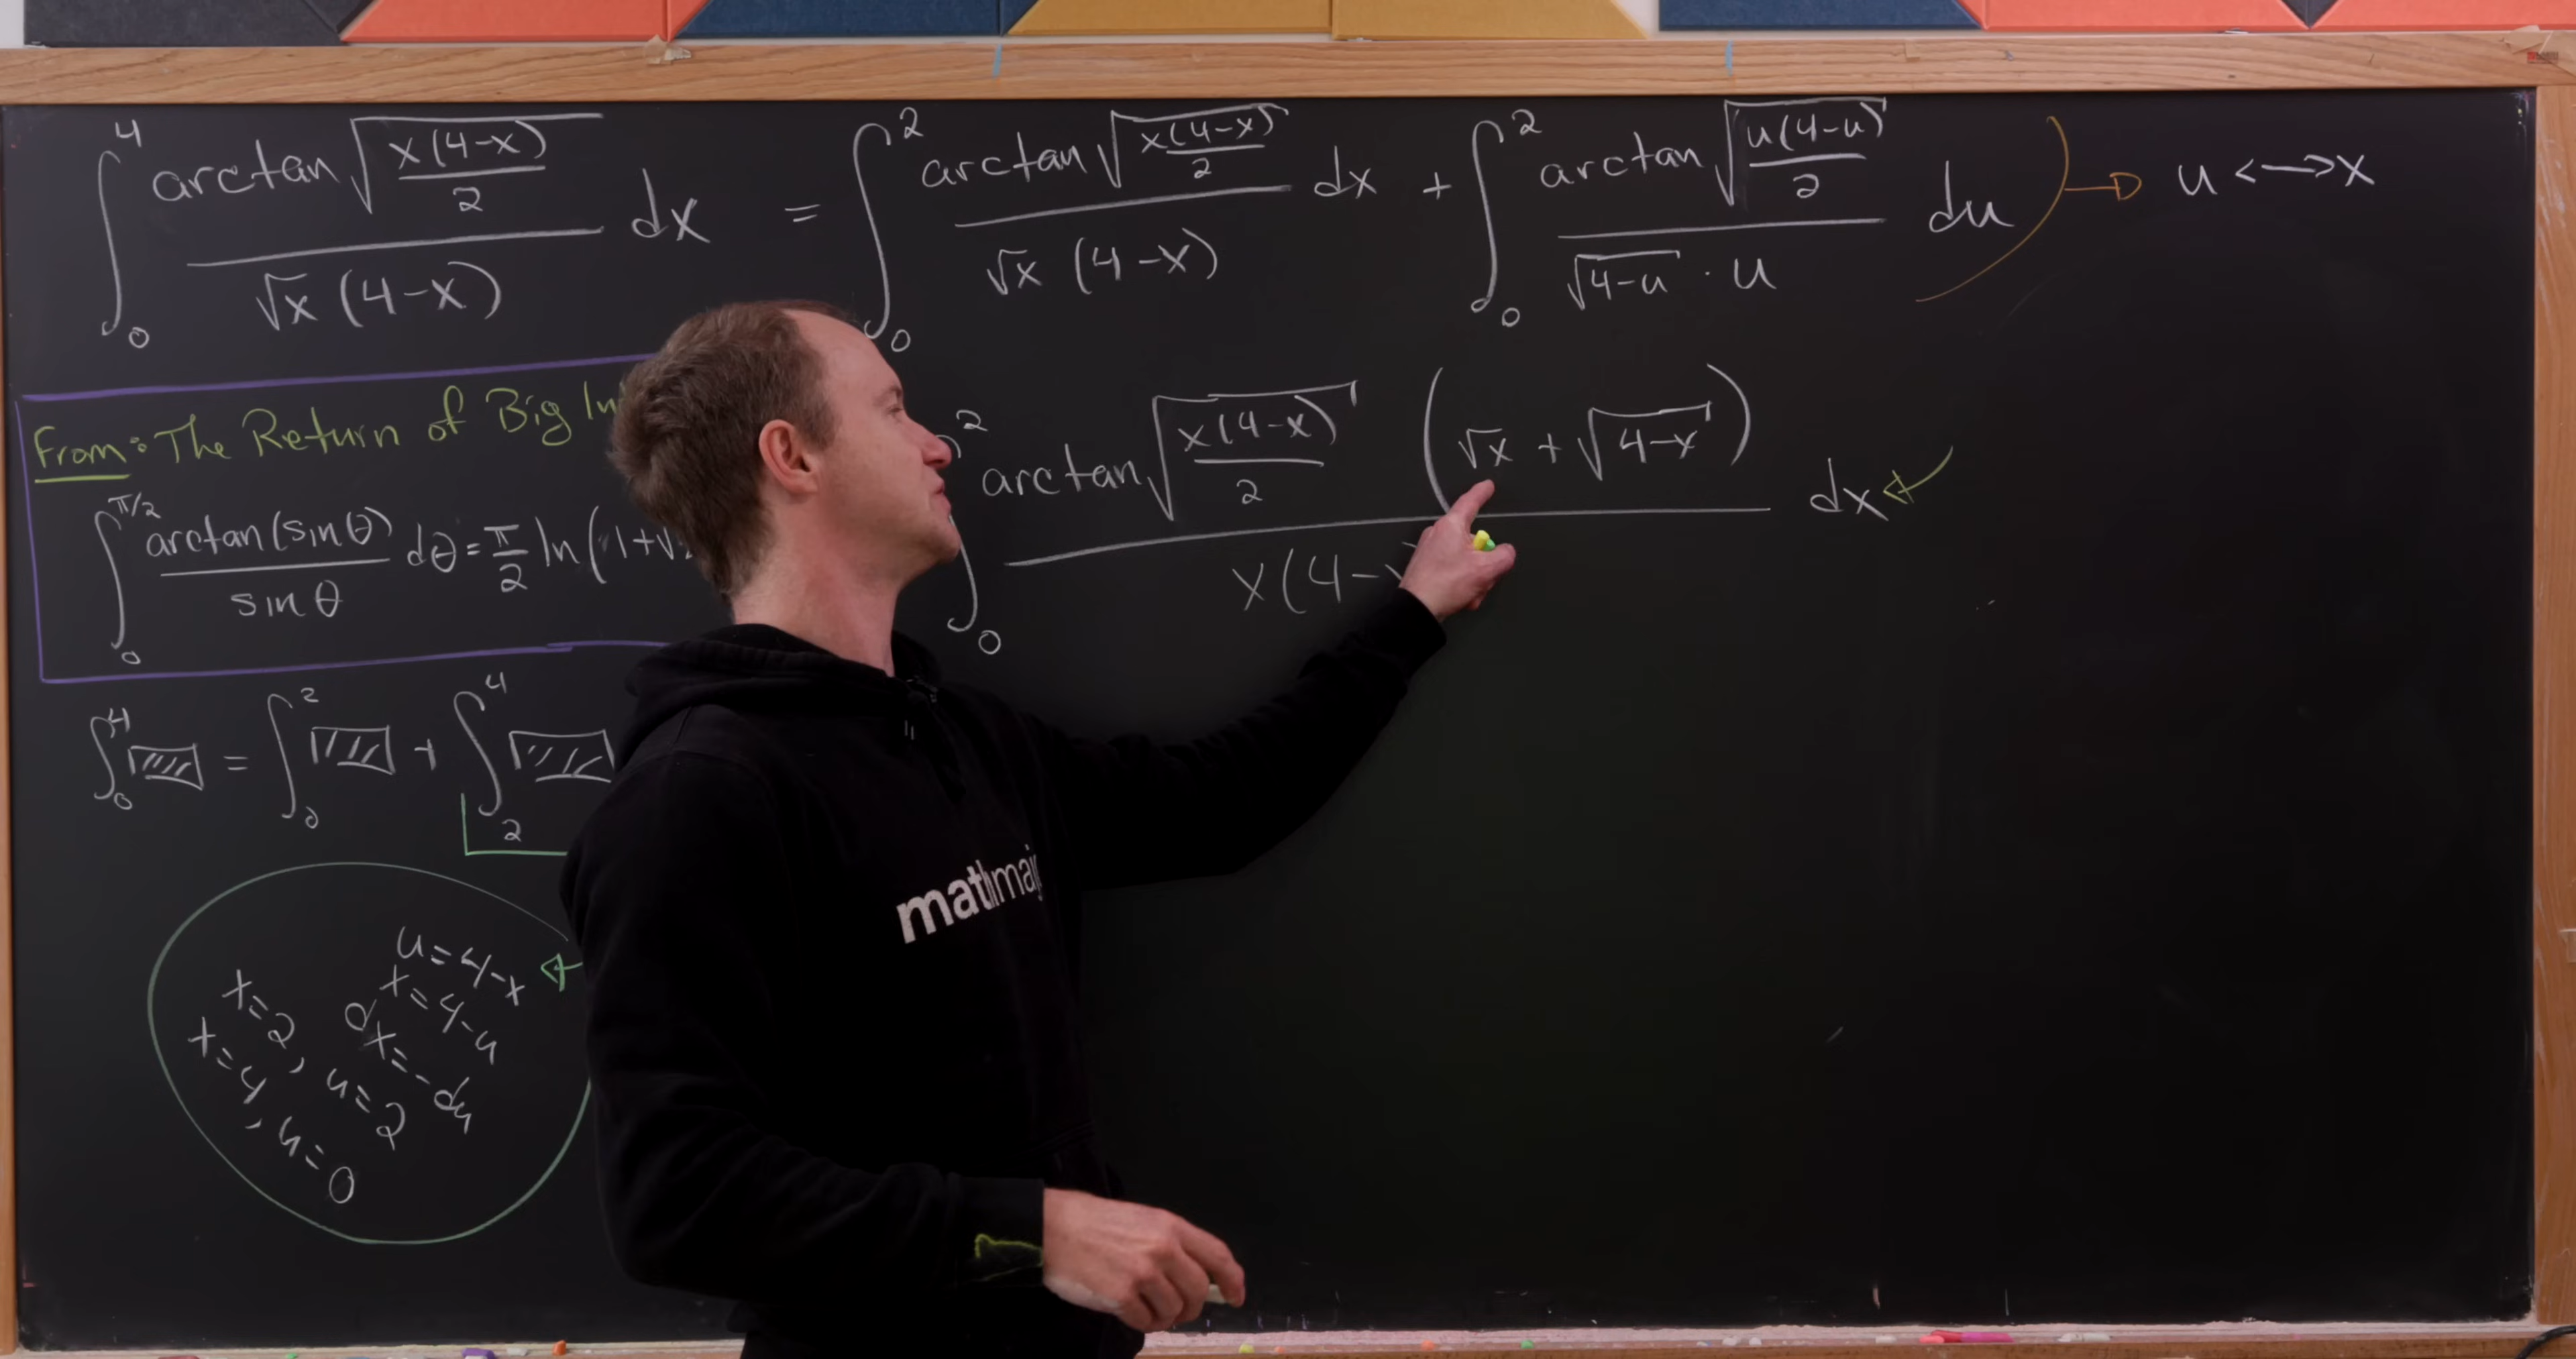 ∫₀⁴ arctan√(x(4-x)/2) / (√x (4-x)) dx = ∫₀² arctan√(x(4-x)/2) / (√x (4-x)) dx + ∫₀² arctan√(u(4-u)/2) / (√(4-u) · u) du → u <—> x
From: The Return of Big
∫₀² arctan√(x(4-x)/2) (√x + √(4-x)) / x(4- dx
∫₀^(π/2) arctan(sin θ) / sin θ dθ = π/2 ln(1+√
∫₀⁴ = ∫₀² + ∫₂⁴
u=4-x
x=4-u
dx=-du
x=2, u=2
x=4, u=0
math